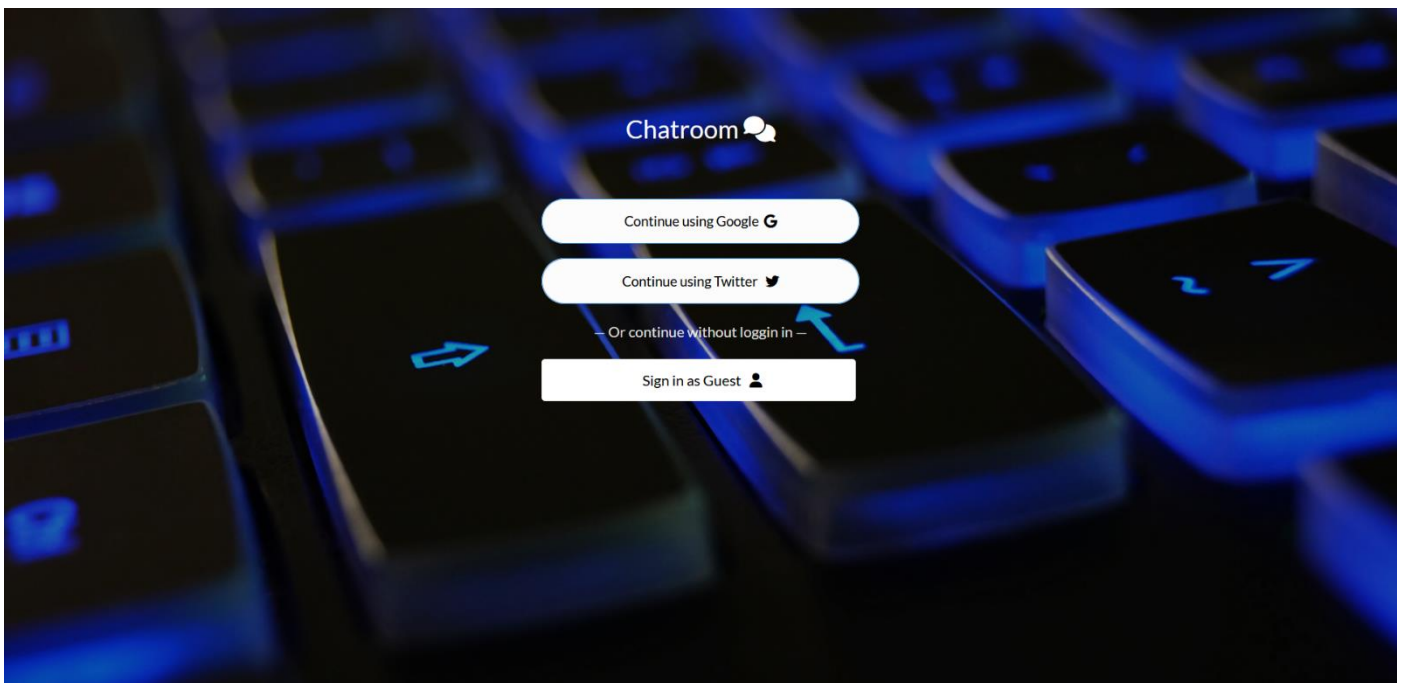 Chatroom
Continue using Google G
Continue using Twitter
— Or continue without loggin in —
Sign in as Guest